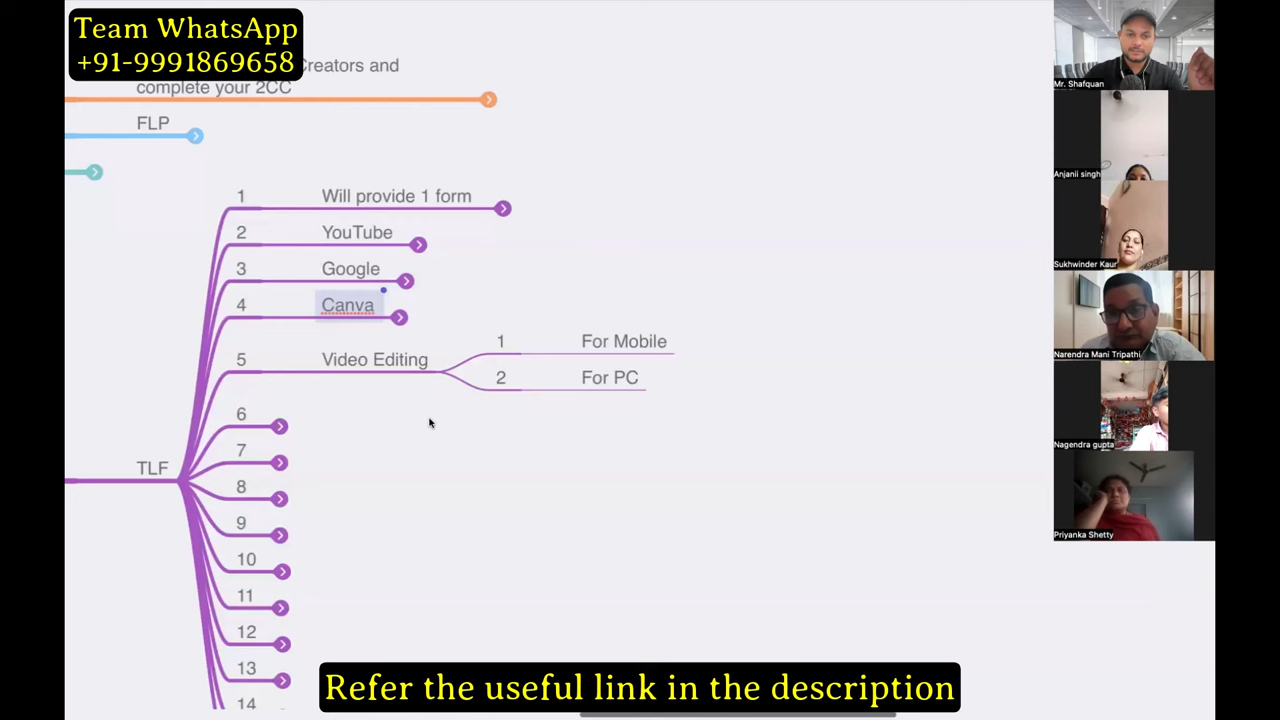 Team WhatsApp
+91-9991869658
Creators and
complete your 2CC
FLP
1 Will provide 1 form
2 YouTube
3 Google
4 Canva
5 Video Editing
1 For Mobile
2 For PC
6
7
8
9
TLF
10
11
12
13
14
Mr. Shafquan
Anjanii singh
Sukhwinder Kaur
Narendra Mani Tripathi
Nagendra gupta
Priyanka Shetty
Refer the useful link in the description